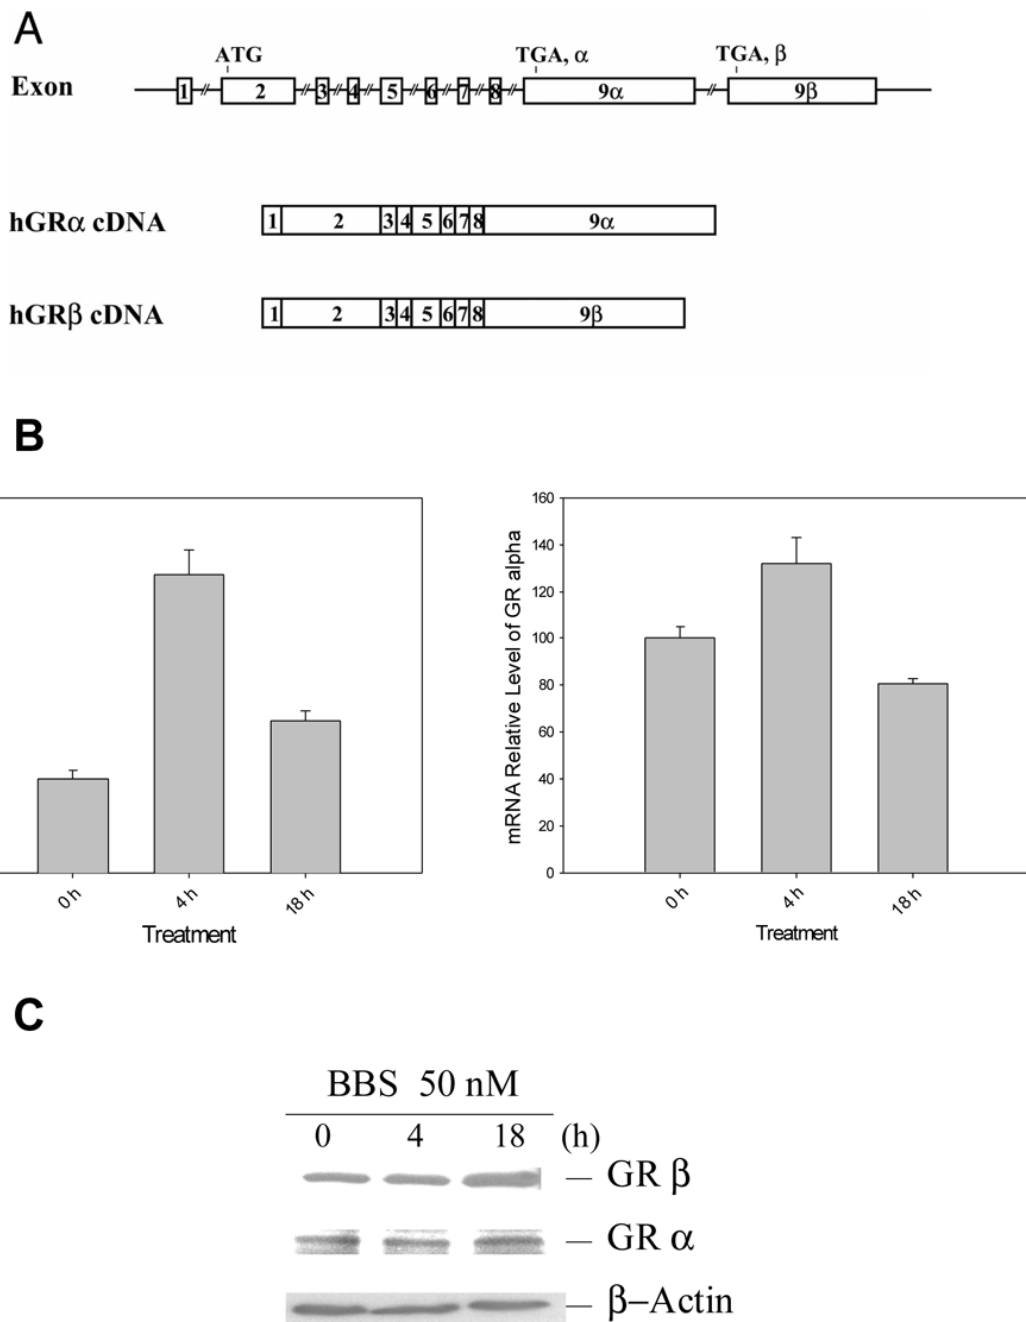 A
ATG TGA, α TGA, β
Exon 1 2 3 4 5 6 7 8 9α 9β
hGRα cDNA 1 2 3 4 5 6 7 8 9α
hGRβ cDNA 1 2 3 4 5 6 7 8 9β
B
0 h 4 h 18 h
Treatment
mRNA Relative Level of GR alpha
160
140
120
100
80
60
40
20
0
0 h 4 h 18 h
Treatment
C
BBS 50 nM
0 4 18 (h)
GR β
GR α
β–Actin